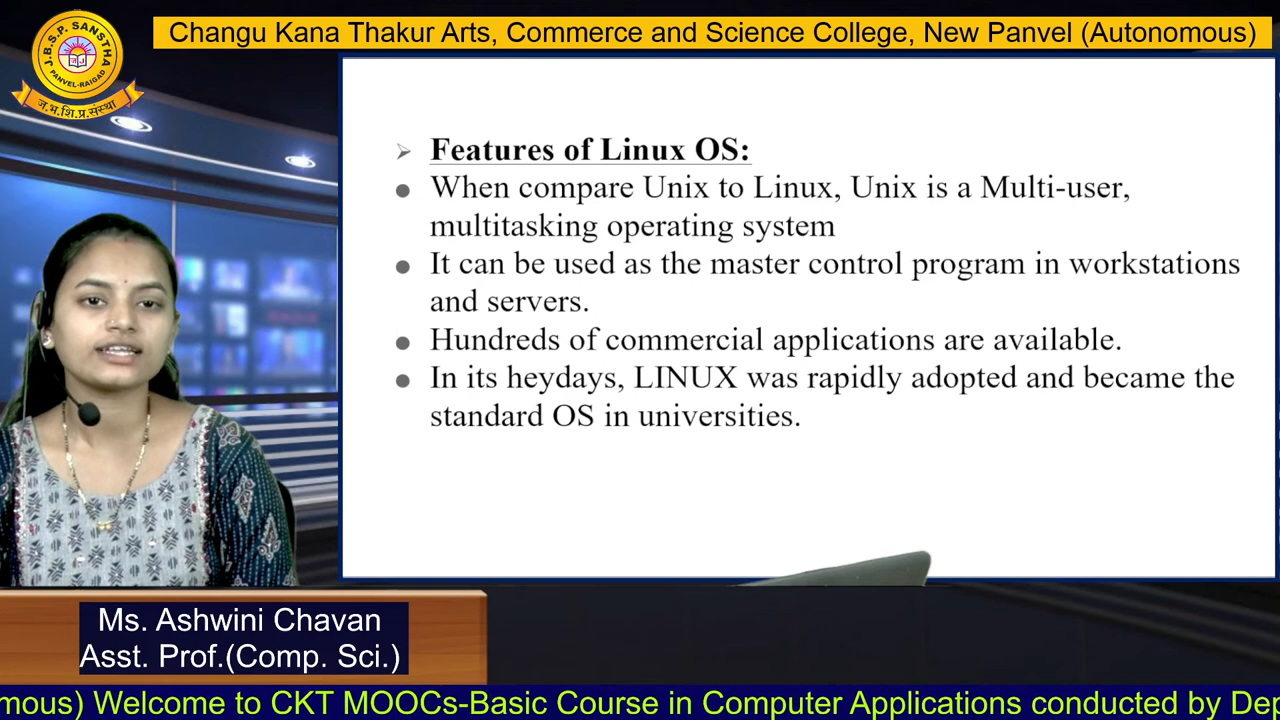 J.B.S.P. SANSTHA
PANVEL-RAIGAD
ज.भ.शि.प्र.संस्था
Changu Kana Thakur Arts, Commerce and Science College, New Panvel (Autonomous)
Features of Linux OS:
When compare Unix to Linux, Unix is a Multi-user,
multitasking operating system
It can be used as the master control program in workstations
and servers.
Hundreds of commercial applications are available.
In its heydays, LINUX was rapidly adopted and became the
standard OS in universities.
Ms. Ashwini Chavan
Asst. Prof.(Comp. Sci.)
mous) Welcome to CKT MOOCs-Basic Course in Computer Applications conducted by Dep